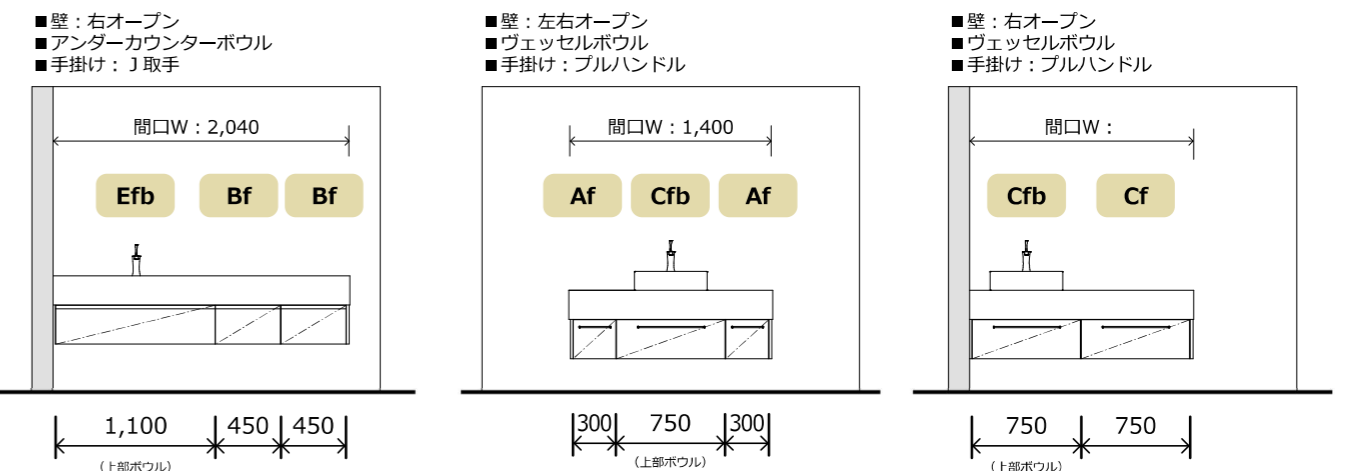 ■壁：右オープン
■アンダーカウンターボウル
■手掛け：Ｊ取手
間口W：2,040
Efb
Bf
Bf
1,100
450
450
（上部ボウル）
■壁：左右オープン
■ヴェッセルボウル
■手掛け：プルハンドル
間口W：1,400
Af
Cfb
Af
300
750
300
（上部ボウル）
■壁：右オープン
■ヴェッセルボウル
■手掛け：プルハンドル
間口W：
Cfb
Cf
750
750
（上部ボウル）